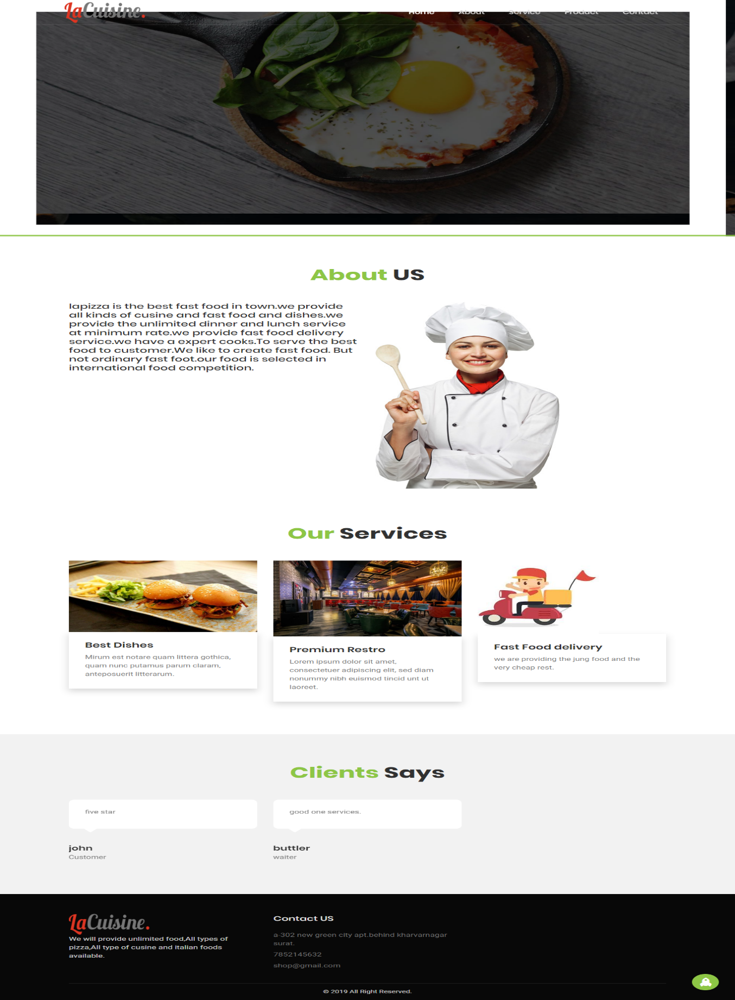 LaCuisine.
Home About Service Product Contact
About US
lapizza is the best fast food in town.we provide
all kinds of cusine and fast food and dishes.we
provide the unlimited dinner and lunch service
at minimum rate.we provide fast food delivery
service.we have a expert cooks.To serve the best
food to customer.We like to create fast food. But
not ordinary fast foot.our food is selected in
international food competition.
Our Services
Best Dishes
Mirum est notare quam littera gothica,
quam nunc putamus parum claram,
anteposuerit litterarum.
Premium Restro
Lorem ipsum dolor sit amet,
consectetuer adipiscing elit, sed diam
nonummy nibh euismod tincid unt ut
laoreet.
Fast Food delivery
we are providing the jung food and the
very cheap rest.
Clients Says
five star
john
Customer
good one services.
buttler
waiter
LaCuisine.
We will provide unlimited food,All types of
pizza,All type of cusine and italian foods
available.
Contact US
a-302 new green city apt.behind kharvarnagar
surat.
7852145632
shop@gmail.com
© 2019 All Right Reserved.